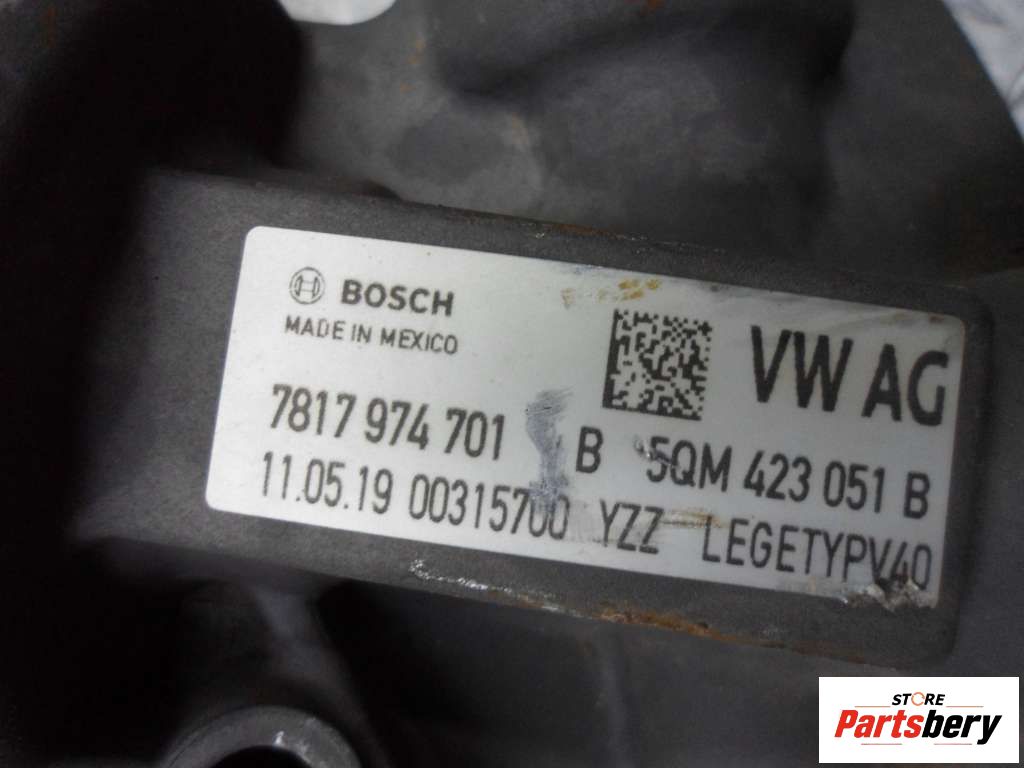 BOSCH
MADE IN MEXICO
VW AG
7817 974 701 B 5QM 423 051 B
11.05.19 00315700 YZZ LEGETYPV40
STORE
Partsbery